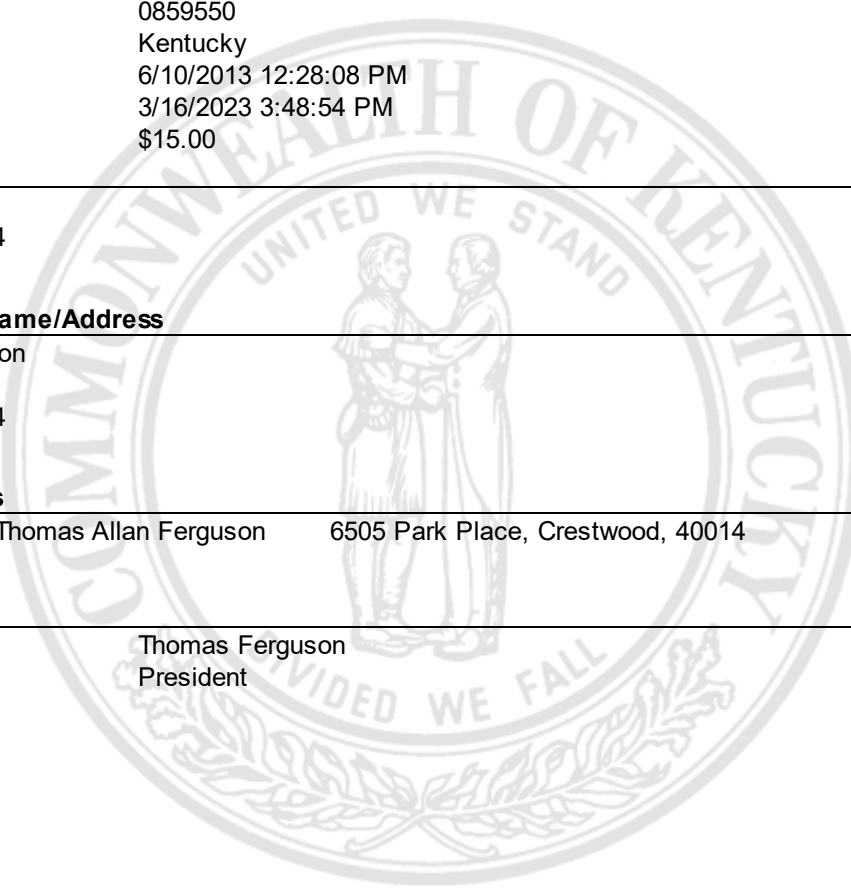 0859550
Kentucky
6/10/2013 12:28:08 PM
3/16/2023 3:48:54 PM
$15.00
COMMONWEALTH OF KENTUCKY
UNITED WE STAND
4
ame/Address
on
4
s
Thomas Allan Ferguson 6505 Park Place, Crestwood, 40014
Thomas Ferguson
President
DIVIDED WE FALL